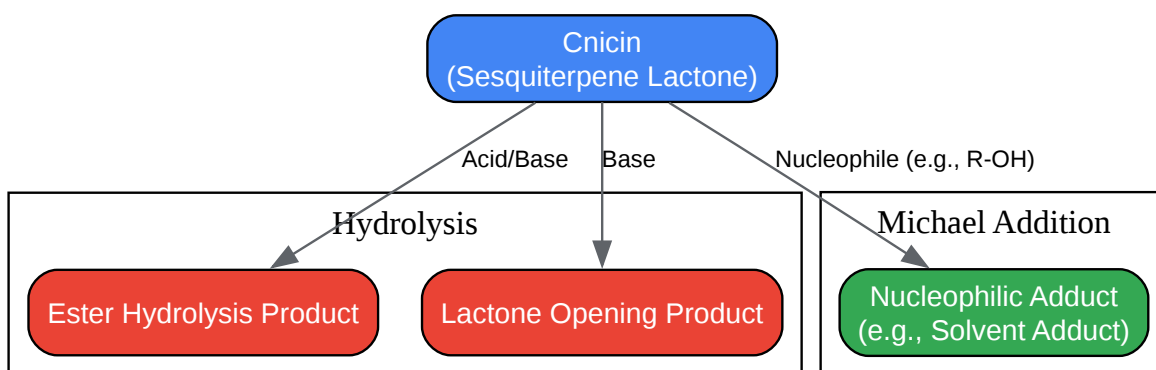 Cnicin
(Sesquiterpene Lactone)
Acid/Base
Base
Nucleophile (e.g., R-OH)
Hydrolysis
Michael Addition
Ester Hydrolysis Product
Lactone Opening Product
Nucleophilic Adduct
(e.g., Solvent Adduct)